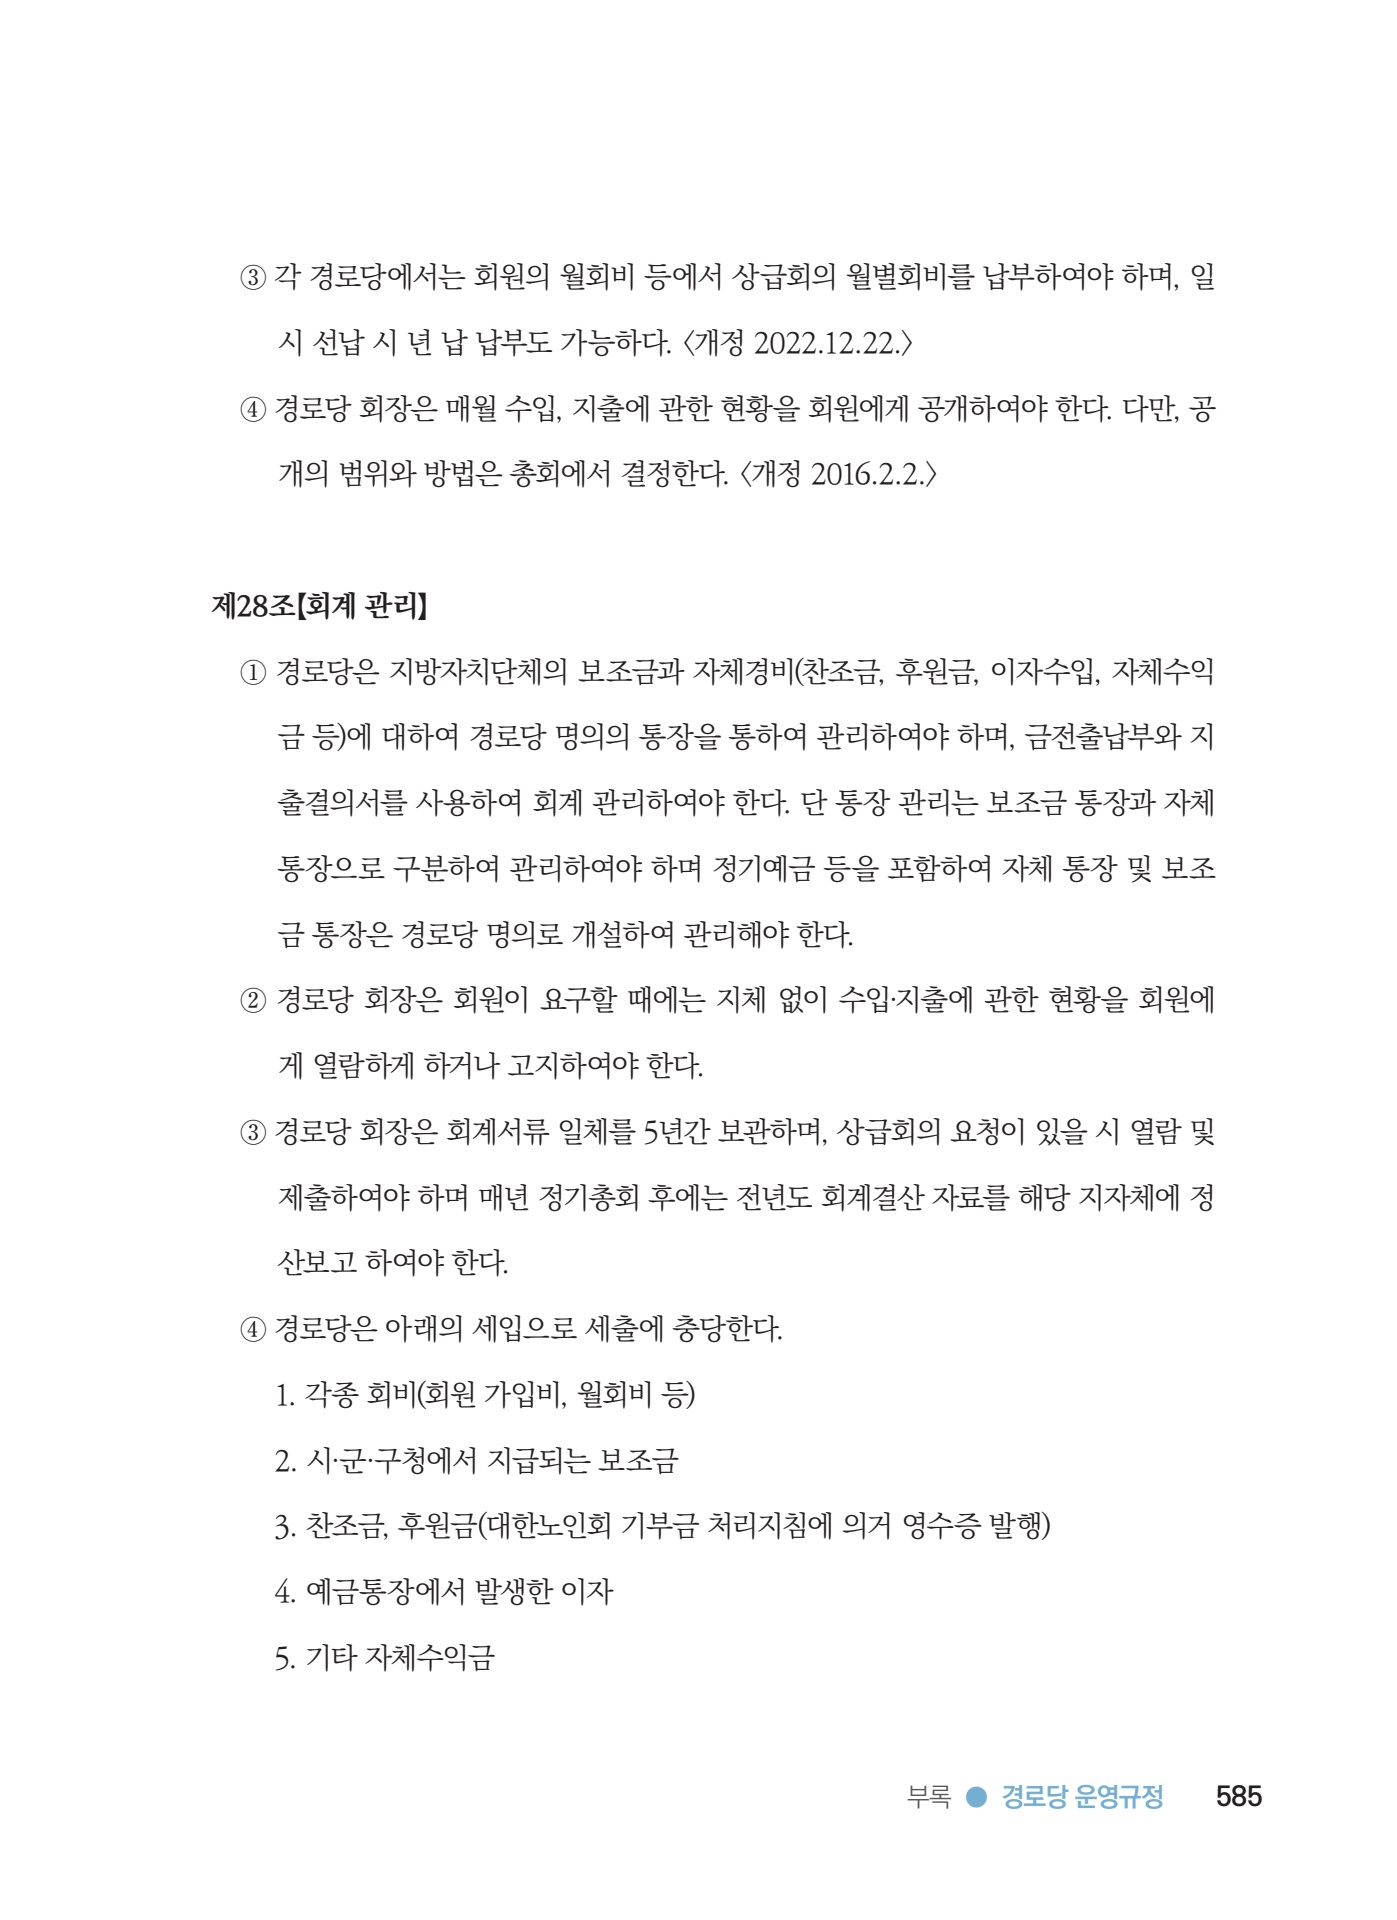 ③ 각 경로당에서는 회원의 월회비 등에서 상급회의 월별회비를 납부하여야 하며, 일
시 선납 시 년 납 납부도 가능하다. 〈개정 2022.12.22.〉
④ 경로당 회장은 매월 수입, 지출에 관한 현황을 회원에게 공개하여야 한다. 다만, 공
개의 범위와 방법은 총회에서 결정한다. 〈개정 2016.2.2.〉
제28조【회계 관리】
① 경로당은 지방자치단체의 보조금과 자체경비(찬조금, 후원금, 이자수입, 자체수익
금 등)에 대하여 경로당 명의의 통장을 통하여 관리하여야 하며, 금전출납부와 지
출결의서를 사용하여 회계 관리하여야 한다. 단 통장 관리는 보조금 통장과 자체
통장으로 구분하여 관리하여야 하며 정기예금 등을 포함하여 자체 통장 및 보조
금 통장은 경로당 명의로 개설하여 관리해야 한다.
② 경로당 회장은 회원이 요구할 때에는 지체 없이 수입·지출에 관한 현황을 회원에
게 열람하게 하거나 고지하여야 한다.
③ 경로당 회장은 회계서류 일체를 5년간 보관하며, 상급회의 요청이 있을 시 열람 및
제출하여야 하며 매년 정기총회 후에는 전년도 회계결산 자료를 해당 지자체에 정
산보고 하여야 한다.
④ 경로당은 아래의 세입으로 세출에 충당한다.
1. 각종 회비(회원 가입비, 월회비 등)
2. 시·군·구청에서 지급되는 보조금
3. 찬조금, 후원금(대한노인회 기부금 처리지침에 의거 영수증 발행)
4. 예금통장에서 발생한 이자
5. 기타 자체수익금
부록 ● 경로당 운영규정 585